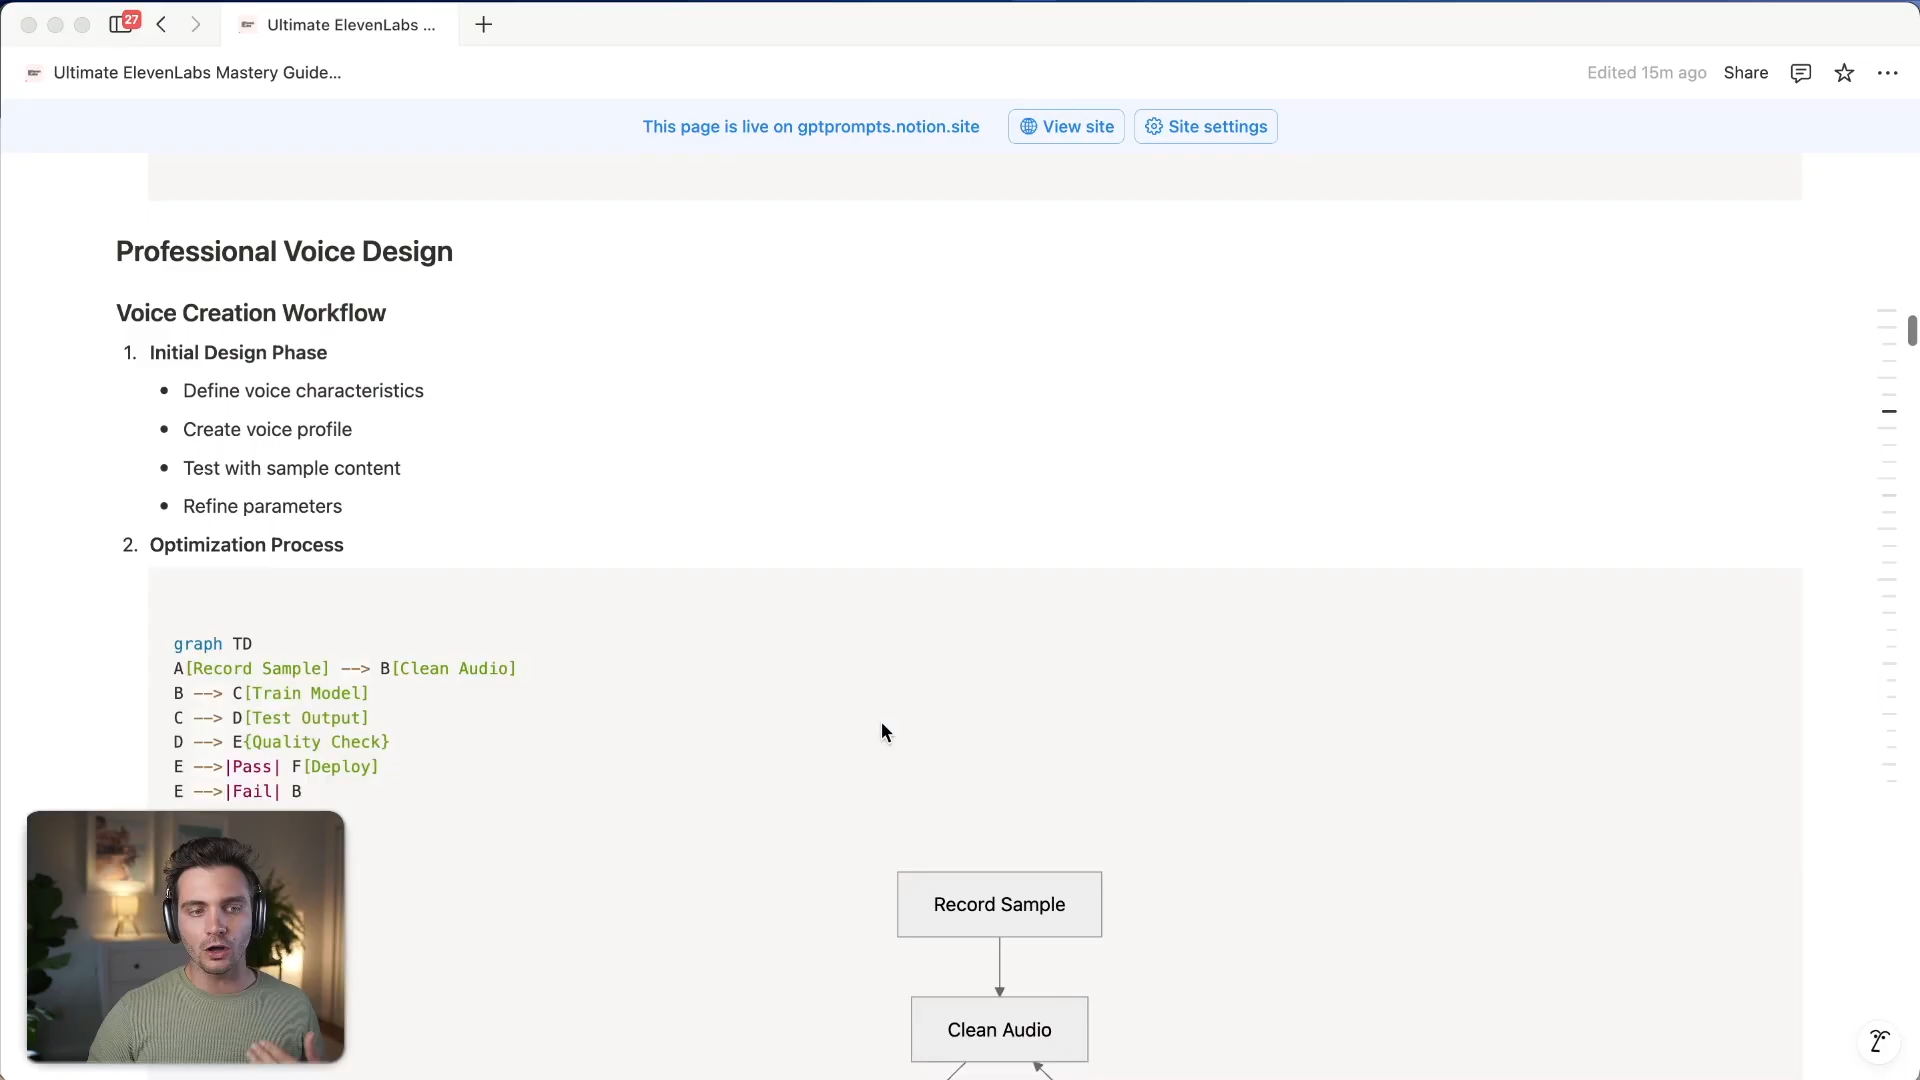 27
Ultimate ElevenLabs ...
Ultimate ElevenLabs Mastery Guide...
Edited 15m ago
Share
This page is live on gptprompts.notion.site
View site
Site settings
Professional Voice Design
Voice Creation Workflow
1. Initial Design Phase
• Define voice characteristics
• Create voice profile
• Test with sample content
• Refine parameters
2. Optimization Process
graph TD
A[Record Sample] --> B[Clean Audio]
B --> C[Train Model]
C --> D[Test Output]
D --> E{Quality Check}
E -->|Pass| F[Deploy]
E -->|Fail| B
Record Sample
Clean Audio